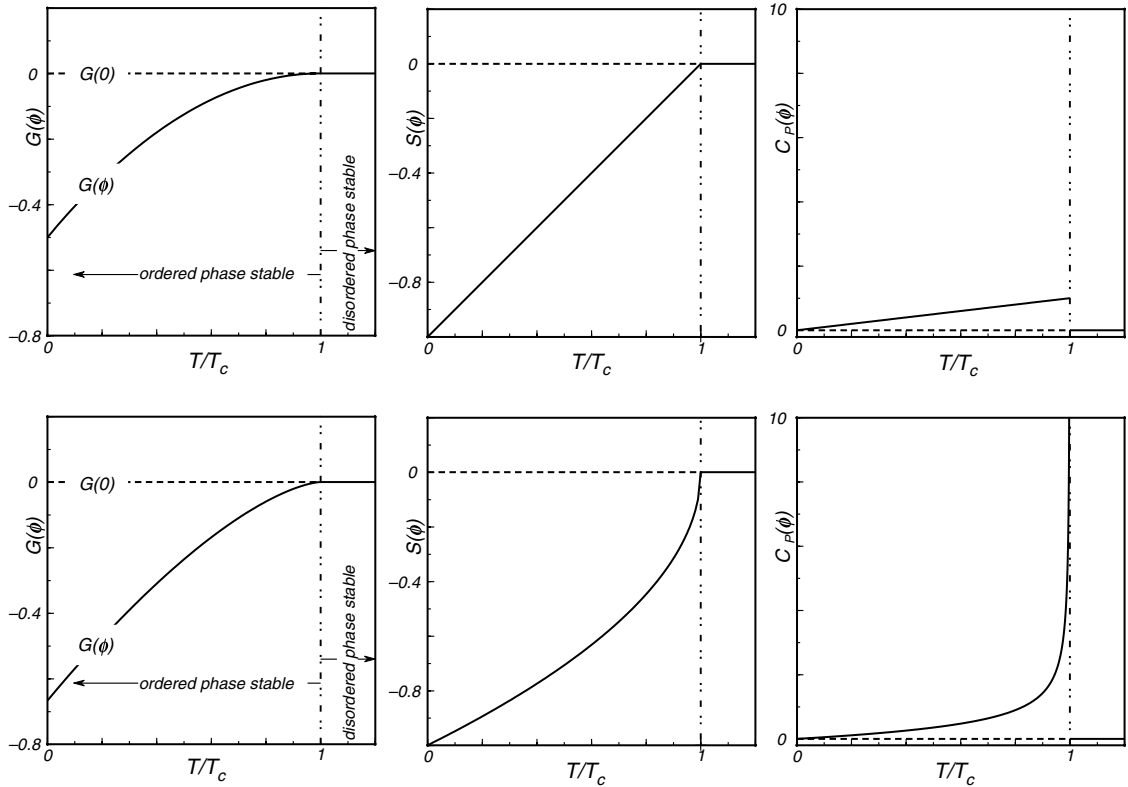 0
−0.4
−0.8
G(ϕ)
G(0)
G(ϕ)
ordered phase stable
disordered phase stable
0
1
T/T_c
0
−0.4
−0.8
S(ϕ)
0
1
T/T_c
10
0
C_P(ϕ)
0
1
T/T_c
0
−0.4
−0.8
G(ϕ)
G(0)
G(ϕ)
ordered phase stable
disordered phase stable
0
1
T/T_c
0
−0.4
−0.8
S(ϕ)
0
1
T/T_c
10
0
C_P(ϕ)
0
1
T/T_c